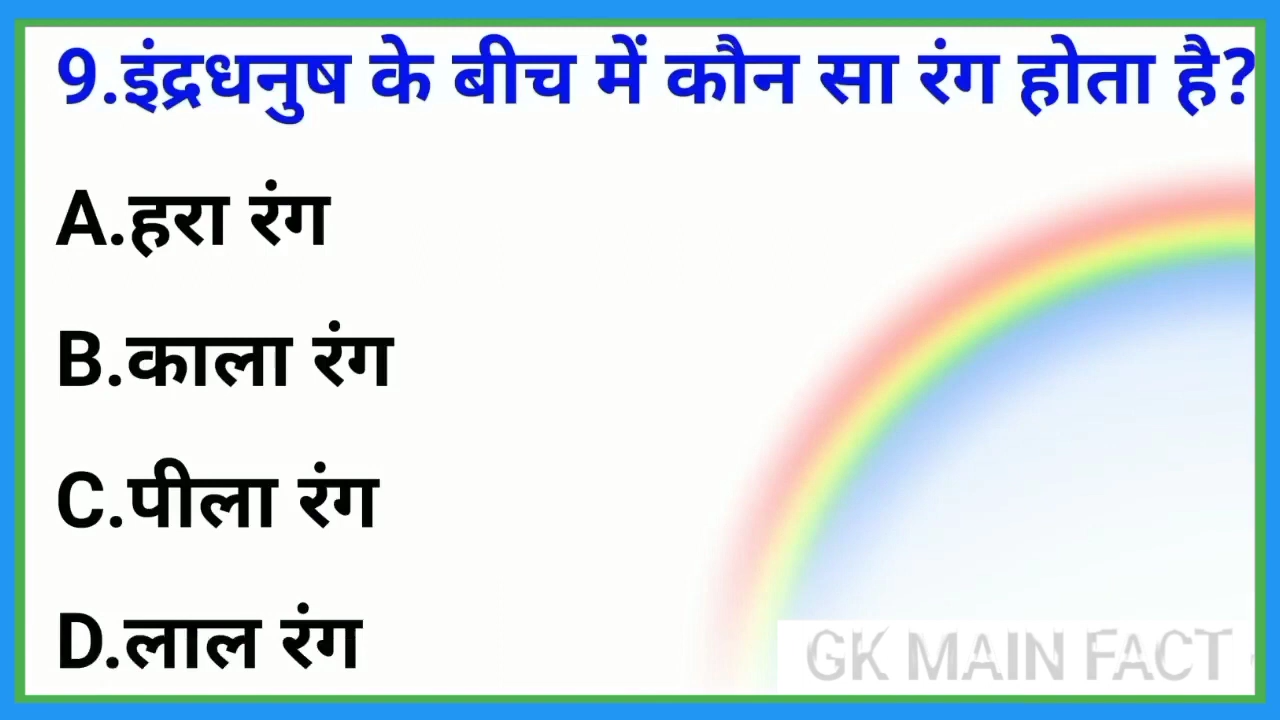 9.इंद्रधनुष के बीच में कौन सा रंग होता है?
A.हरा रंग
B.काला रंग
C.पीला रंग
D.लाल रंग
GK MAIN FACT